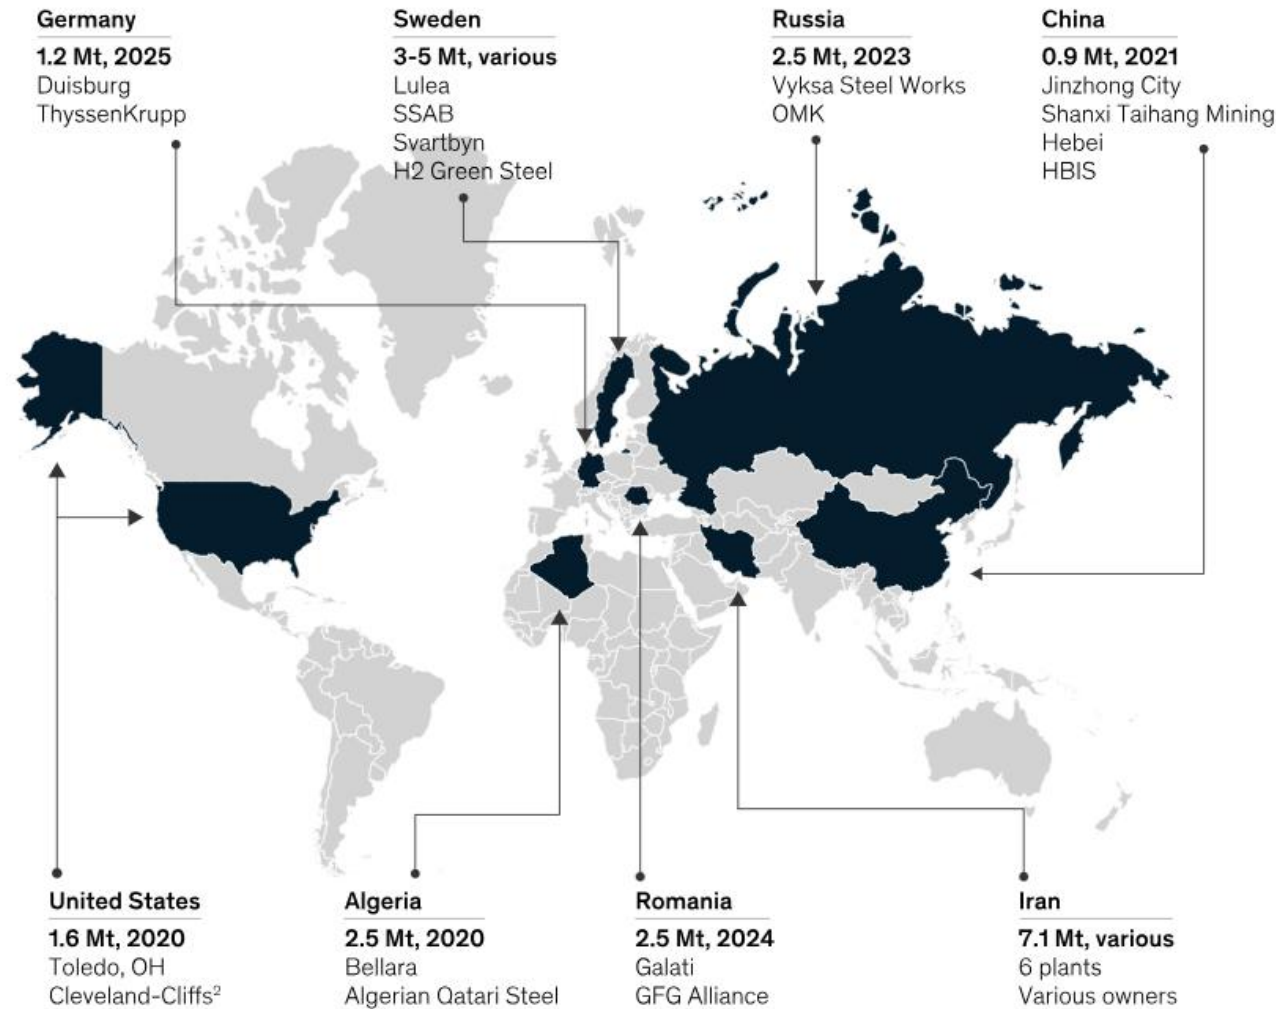 Germany
1.2 Mt, 2025
Duisburg
ThyssenKrupp
Sweden
3-5 Mt, various
Lulea
SSAB
Svartbyn
H2 Green Steel
Russia
2.5 Mt, 2023
Vyksa Steel Works
OMK
China
0.9 Mt, 2021
Jinzhong City
Shanxi Taihang Mining
Hebei
HBIS
United States
1.6 Mt, 2020
Toledo, OH
Cleveland-Cliffs²
Algeria
2.5 Mt, 2020
Bellara
Algerian Qatari Steel
Romania
2.5 Mt, 2024
Galati
GFG Alliance
Iran
7.1 Mt, various
6 plants
Various owners